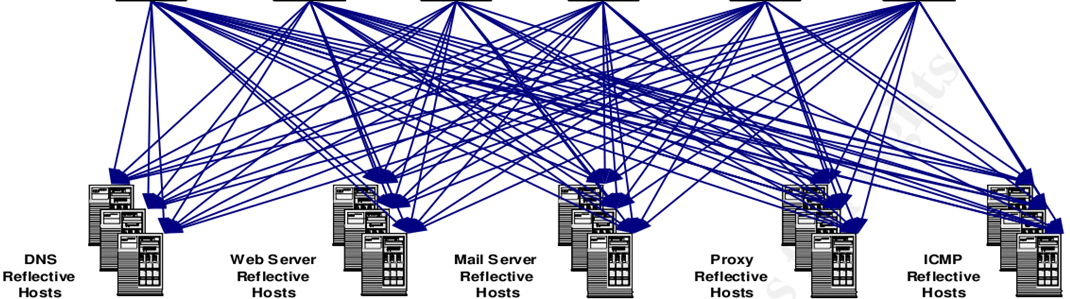 DNS
Reflective
Hosts
Web Server
Reflective
Hosts
Mail Server
Reflective
Hosts
Proxy
Reflective
Hosts
ICMP
Reflective
Hosts